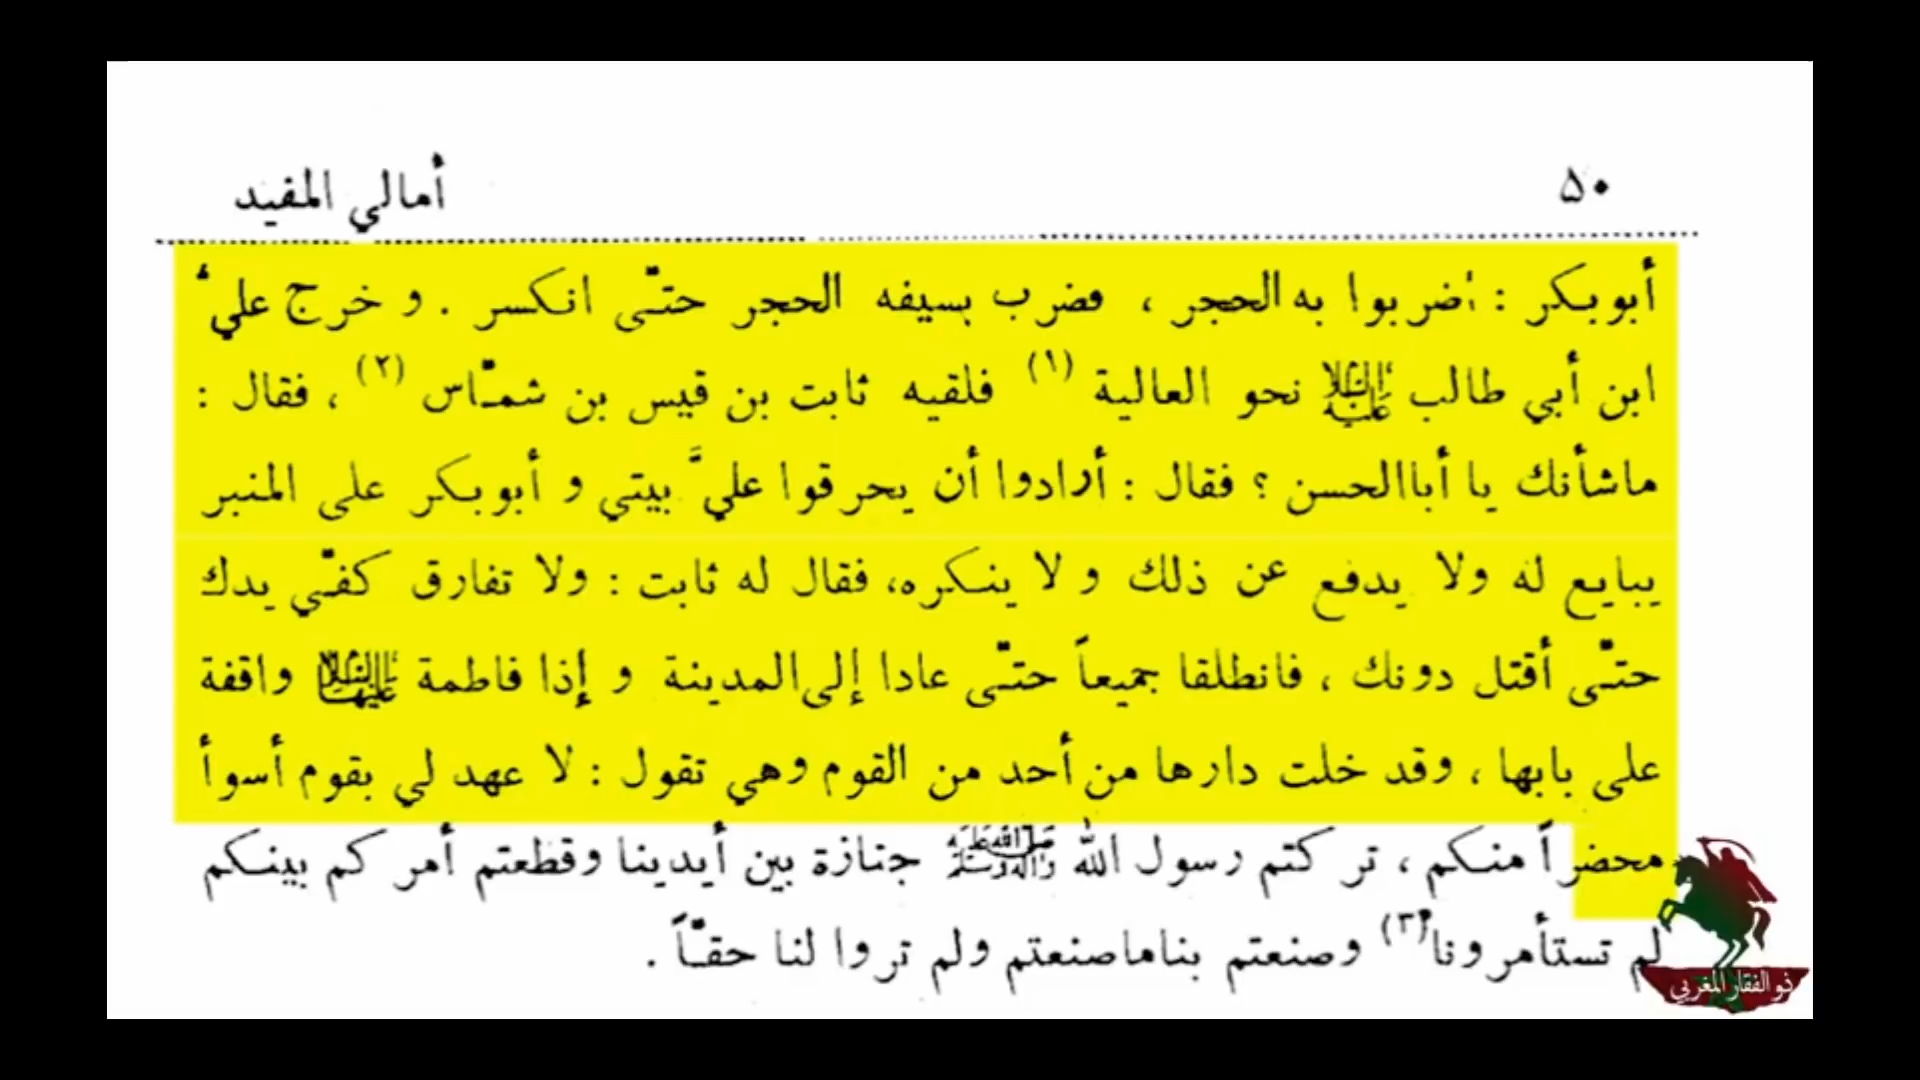 ۵۰ أمالي المفيد
أبوبكر : اضربوا به الحجر ، فضرب بسيفه الحجر حتّى انكسر . و خرج عليُّ
ابن أبي طالب عليه السلام نحو العالية (١) فلقيه ثابت بن قيس بن شمّاس (٢) ، فقال :
ماشأنك يا أباالحسن ؟ فقال : أرادوا أن يحرقوا عليَّ بيتي و أبوبكر على المنبر
يبايع له ولا يدفع عن ذلك و لا ينكره، فقال له ثابت : ولا تفارق كفّي يدك
حتّى أقتل دونك ، فانطلقا جميعاً حتّى عادا إلى المدينة و إذا فاطمة عليها السلام واقفة
على بابها ، وقد خلت دارها من أحد من القوم وهي تقول : لا عهد لي بقوم أسوأ
محضراً منكم ، تركتم رسول الله صلى الله عليه وآله وسلم جنازة بين أيدينا وقطعتم أمركم بينكم
لم تستأمرونا (٣) وصنعتم بناماصنعتم ولم تروا لنا حقّاً .
ذو الفقار المغربي